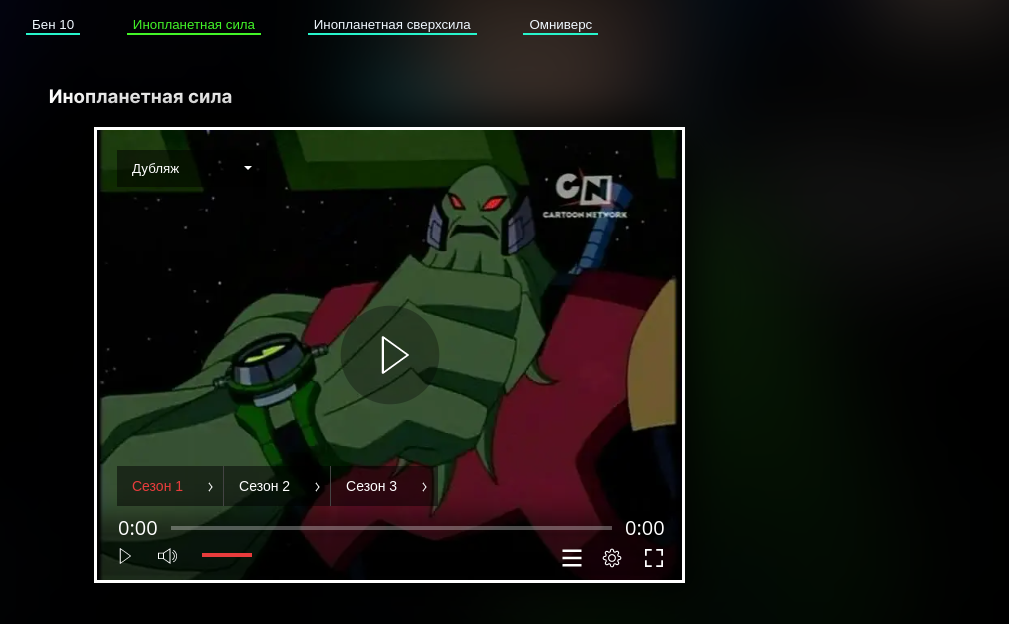 Бен 10
Инопланетная сила
Инопланетная сверхсила
Омниверс
Инопланетная сила
Дубляж
CN
CARTOON NETWORK
Сезон 1
Сезон 2
Сезон 3
0:00
0:00